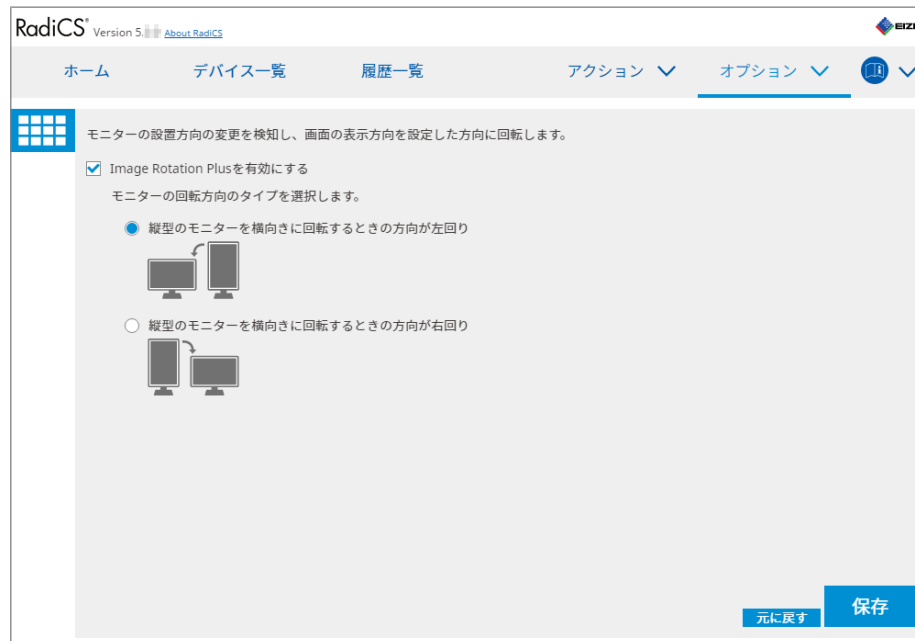 RadiCS® Version 5. About RadiCS
ホーム デバイス一覧 履歴一覧 アクション オプション
モニターの設置方向の変更を検知し、画面の表示方向を設定した方向に回転します。
Image Rotation Plusを有効にする
モニターの回転方向のタイプを選択します。
縦型のモニターを横向きに回転するときの方向が左回り
縦型のモニターを横向きに回転するときの方向が右回り
保存
元に戻す